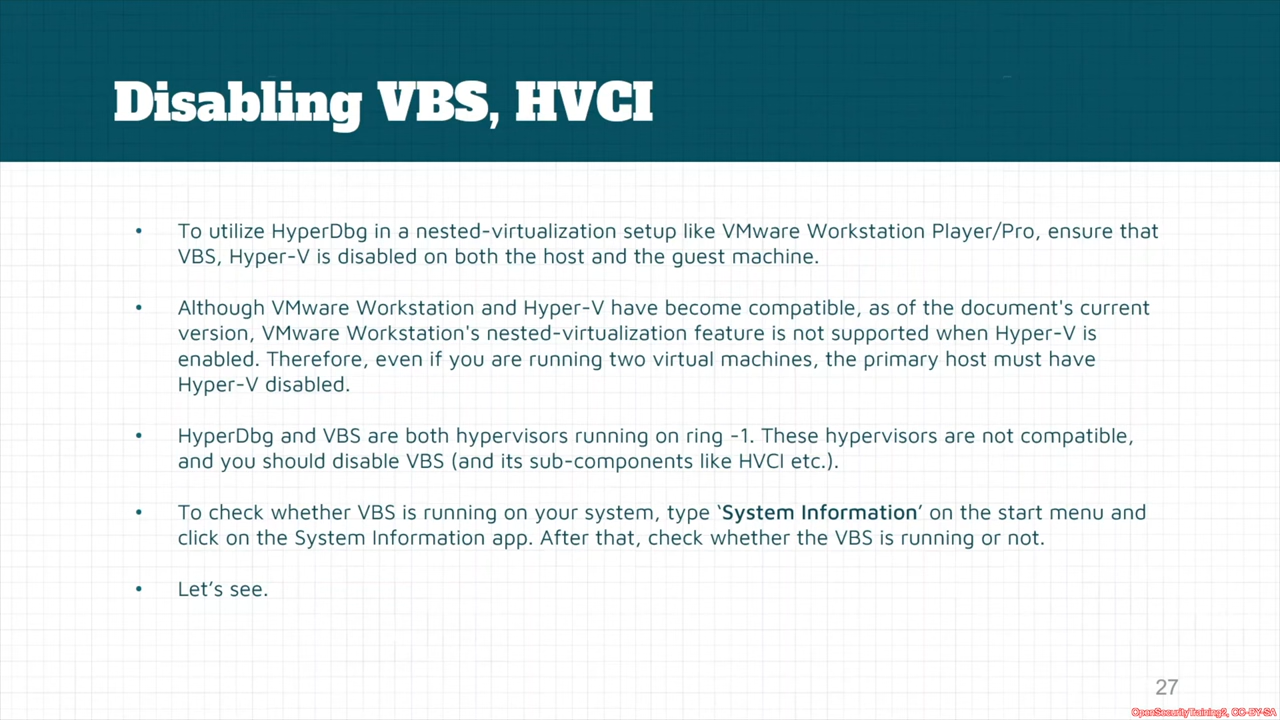 Disabling VBS, HVCI
• To utilize HyperDbg in a nested-virtualization setup like VMware Workstation Player/Pro, ensure that
VBS, Hyper-V is disabled on both the host and the guest machine.
• Although VMware Workstation and Hyper-V have become compatible, as of the document's current
version, VMware Workstation's nested-virtualization feature is not supported when Hyper-V is
enabled. Therefore, even if you are running two virtual machines, the primary host must have
Hyper-V disabled.
• HyperDbg and VBS are both hypervisors running on ring -1. These hypervisors are not compatible,
and you should disable VBS (and its sub-components like HVCI etc.).
• To check whether VBS is running on your system, type ‘System Information’ on the start menu and
click on the System Information app. After that, check whether the VBS is running or not.
• Let’s see.
27
OpenSecurityTraining2, CC-BY-SA